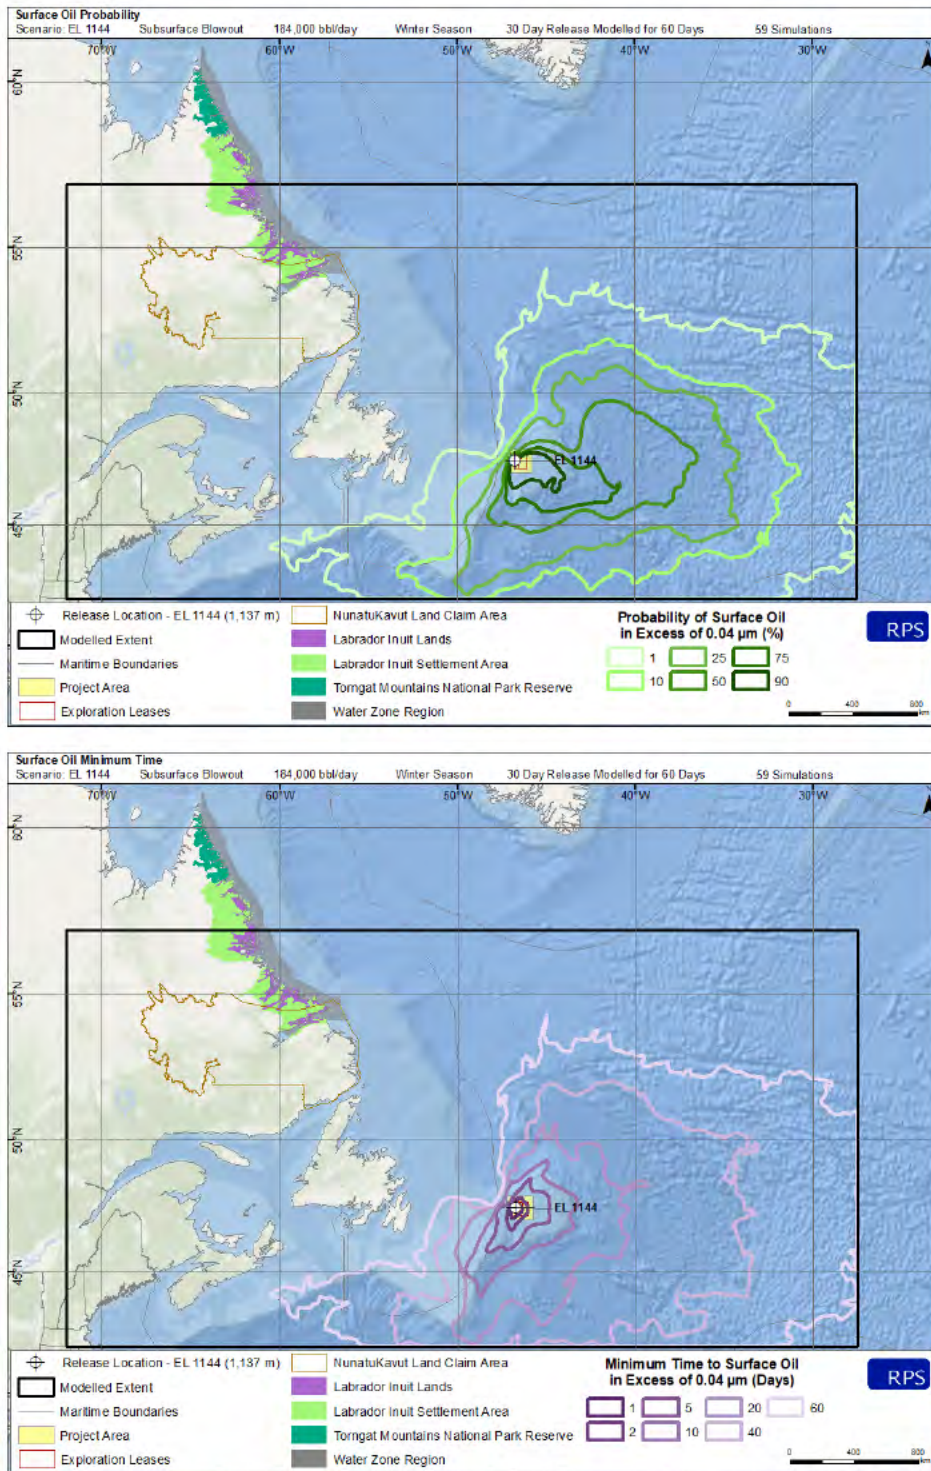 Surface Oil Probability
Scenario: EL 1144 Subsurface Blowout 184,000 bbl/day Winter Season 30 Day Release Modelled for 60 Days 59 Simulations
70°W 60°W 50°W 40°W 30°W
60°N
55°N
50°N
EL 1144
45°N
Release Location - EL 1144 (1,137 m)
Modelled Extent
Maritime Boundaries
Project Area
Exploration Leases
NunatuKavut Land Claim Area
Labrador Inuit Lands
Labrador Inuit Settlement Area
Torngat Mountains National Park Reserve
Water Zone Region
Probability of Surface Oil
in Excess of 0.04 µm (%)
1 25 75
10 50 90
RPS
0 400 800
km
Surface Oil Minimum Time
Scenario: EL 1144 Subsurface Blowout 184,000 bbl/day Winter Season 30 Day Release Modelled for 60 Days 59 Simulations
70°W 60°W 50°W 40°W 30°W
60°N
55°N
50°N
EL 1144
45°N
Release Location - EL 1144 (1,137 m)
Modelled Extent
Maritime Boundaries
Project Area
Exploration Leases
NunatuKavut Land Claim Area
Labrador Inuit Lands
Labrador Inuit Settlement Area
Torngat Mountains National Park Reserve
Water Zone Region
Minimum Time to Surface Oil
in Excess of 0.04 µm (Days)
1 5 20 60
2 10 40
RPS
0 400 800
km